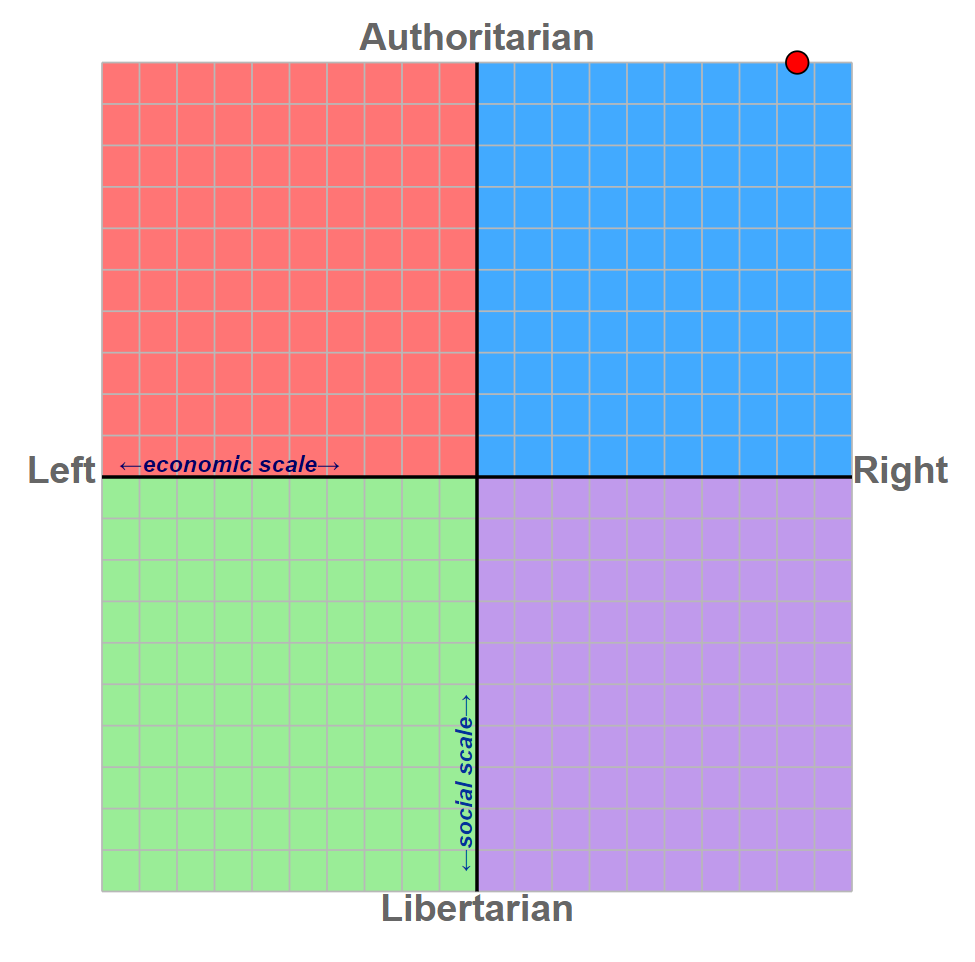 Authoritarian
Left
←economic scale→
Right
←social scale→
Libertarian